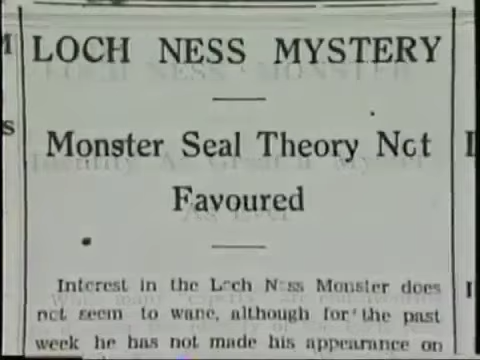 LOCH NESS MYSTERY
Monster Seal Theory Not
Favoured
Interest in the Loch Ness Monster does
not seem to wane, although for the past
week he has not made his appearance on